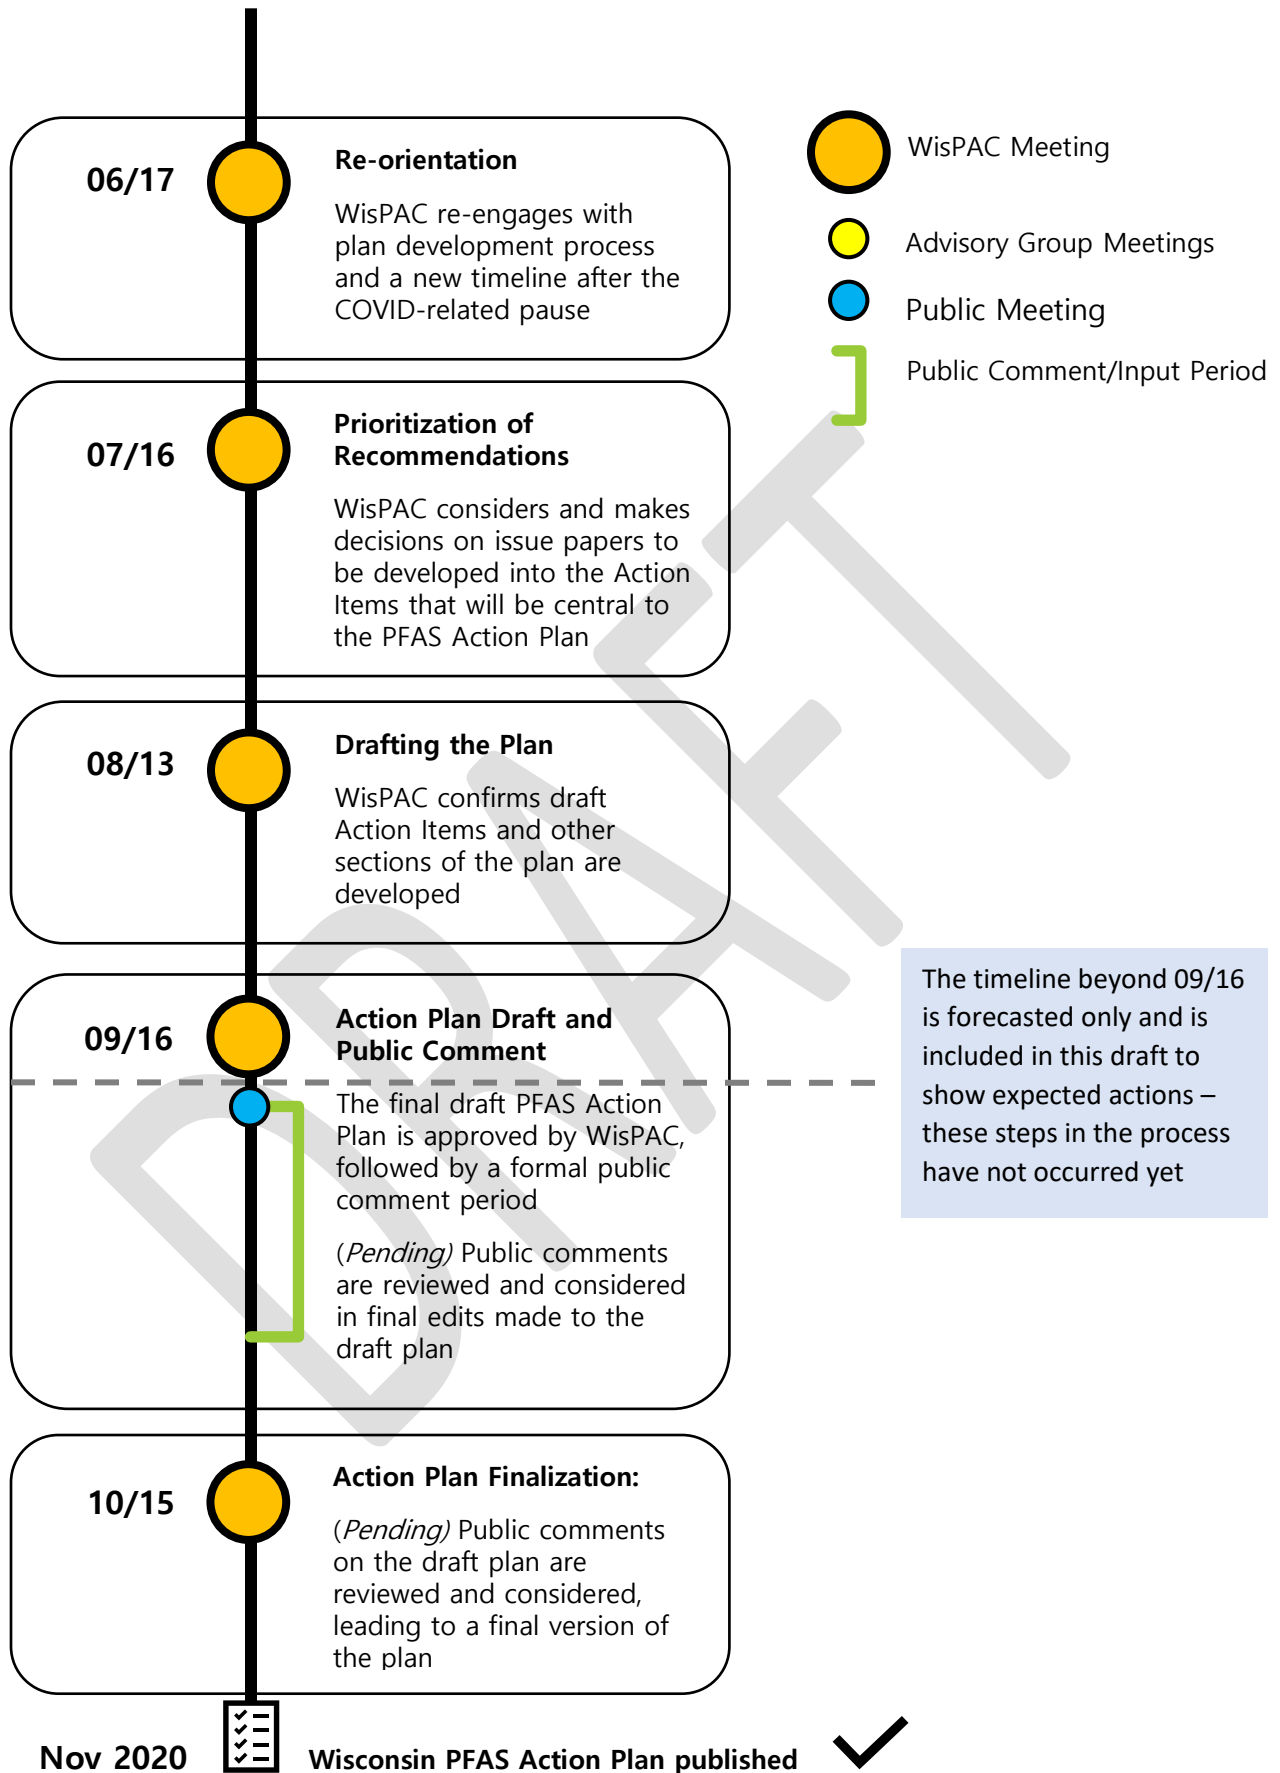 06/17
Re-orientation
WisPAC re-engages with
plan development process
and a new timeline after the
COVID-related pause
WisPAC Meeting
Advisory Group Meetings
Public Meeting
Public Comment/Input Period
07/16
Prioritization of
Recommendations
WisPAC considers and makes
decisions on issue papers to
be developed into the Action
Items that will be central to
the PFAS Action Plan
08/13
Drafting the Plan
WisPAC confirms draft
Action Items and other
sections of the plan are
developed
09/16
Action Plan Draft and
Public Comment
The final draft PFAS Action
Plan is approved by WisPAC,
followed by a formal public
comment period
(Pending) Public comments
are reviewed and considered
in final edits made to the
draft plan
The timeline beyond 09/16
is forecasted only and is
included in this draft to
show expected actions –
these steps in the process
have not occurred yet
10/15
Action Plan Finalization:
(Pending) Public comments
on the draft plan are
reviewed and considered,
leading to a final version of
the plan
Nov 2020
Wisconsin PFAS Action Plan published
DRAFT